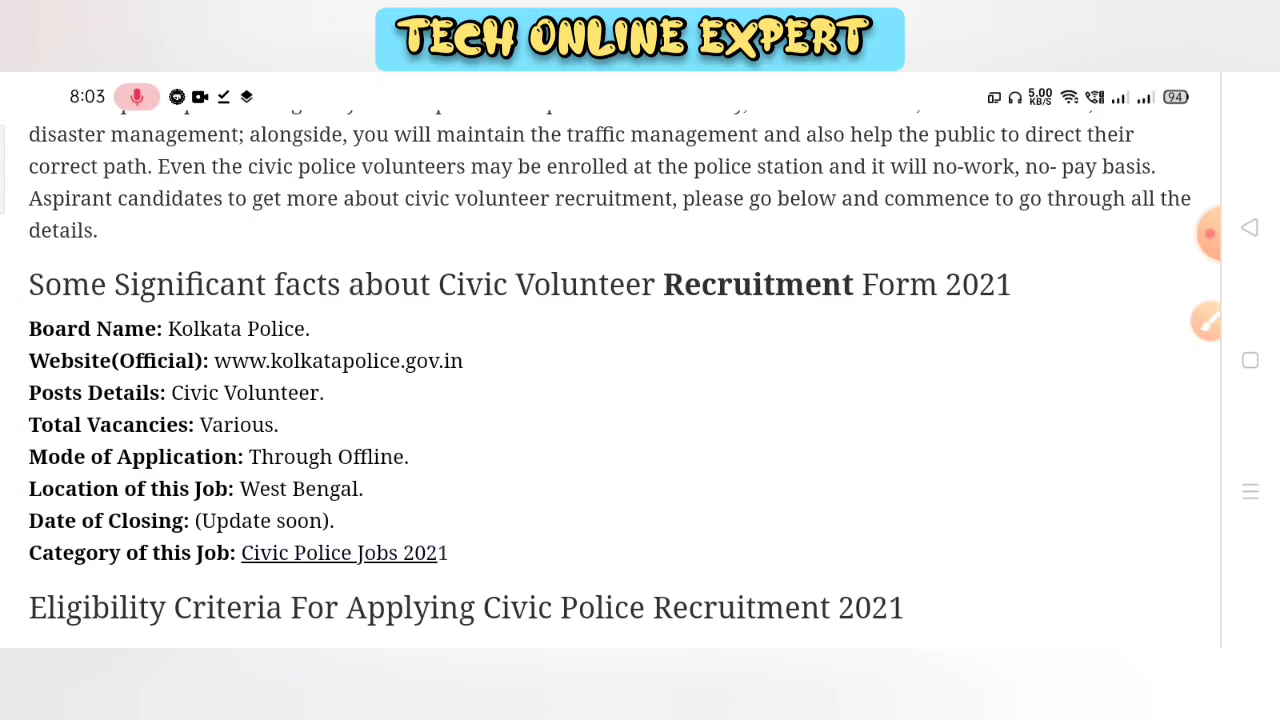 TECH ONLINE EXPERT
8:03
5.00
KB/S
94
disaster management; alongside, you will maintain the traffic management and also help the public to direct their
correct path. Even the civic police volunteers may be enrolled at the police station and it will no-work, no- pay basis.
Aspirant candidates to get more about civic volunteer recruitment, please go below and commence to go through all the
details.
Some Significant facts about Civic Volunteer Recruitment Form 2021
Board Name: Kolkata Police.
Website(Official): www.kolkatapolice.gov.in
Posts Details: Civic Volunteer.
Total Vacancies: Various.
Mode of Application: Through Offline.
Location of this Job: West Bengal.
Date of Closing: (Update soon).
Category of this Job: Civic Police Jobs 2021
Eligibility Criteria For Applying Civic Police Recruitment 2021